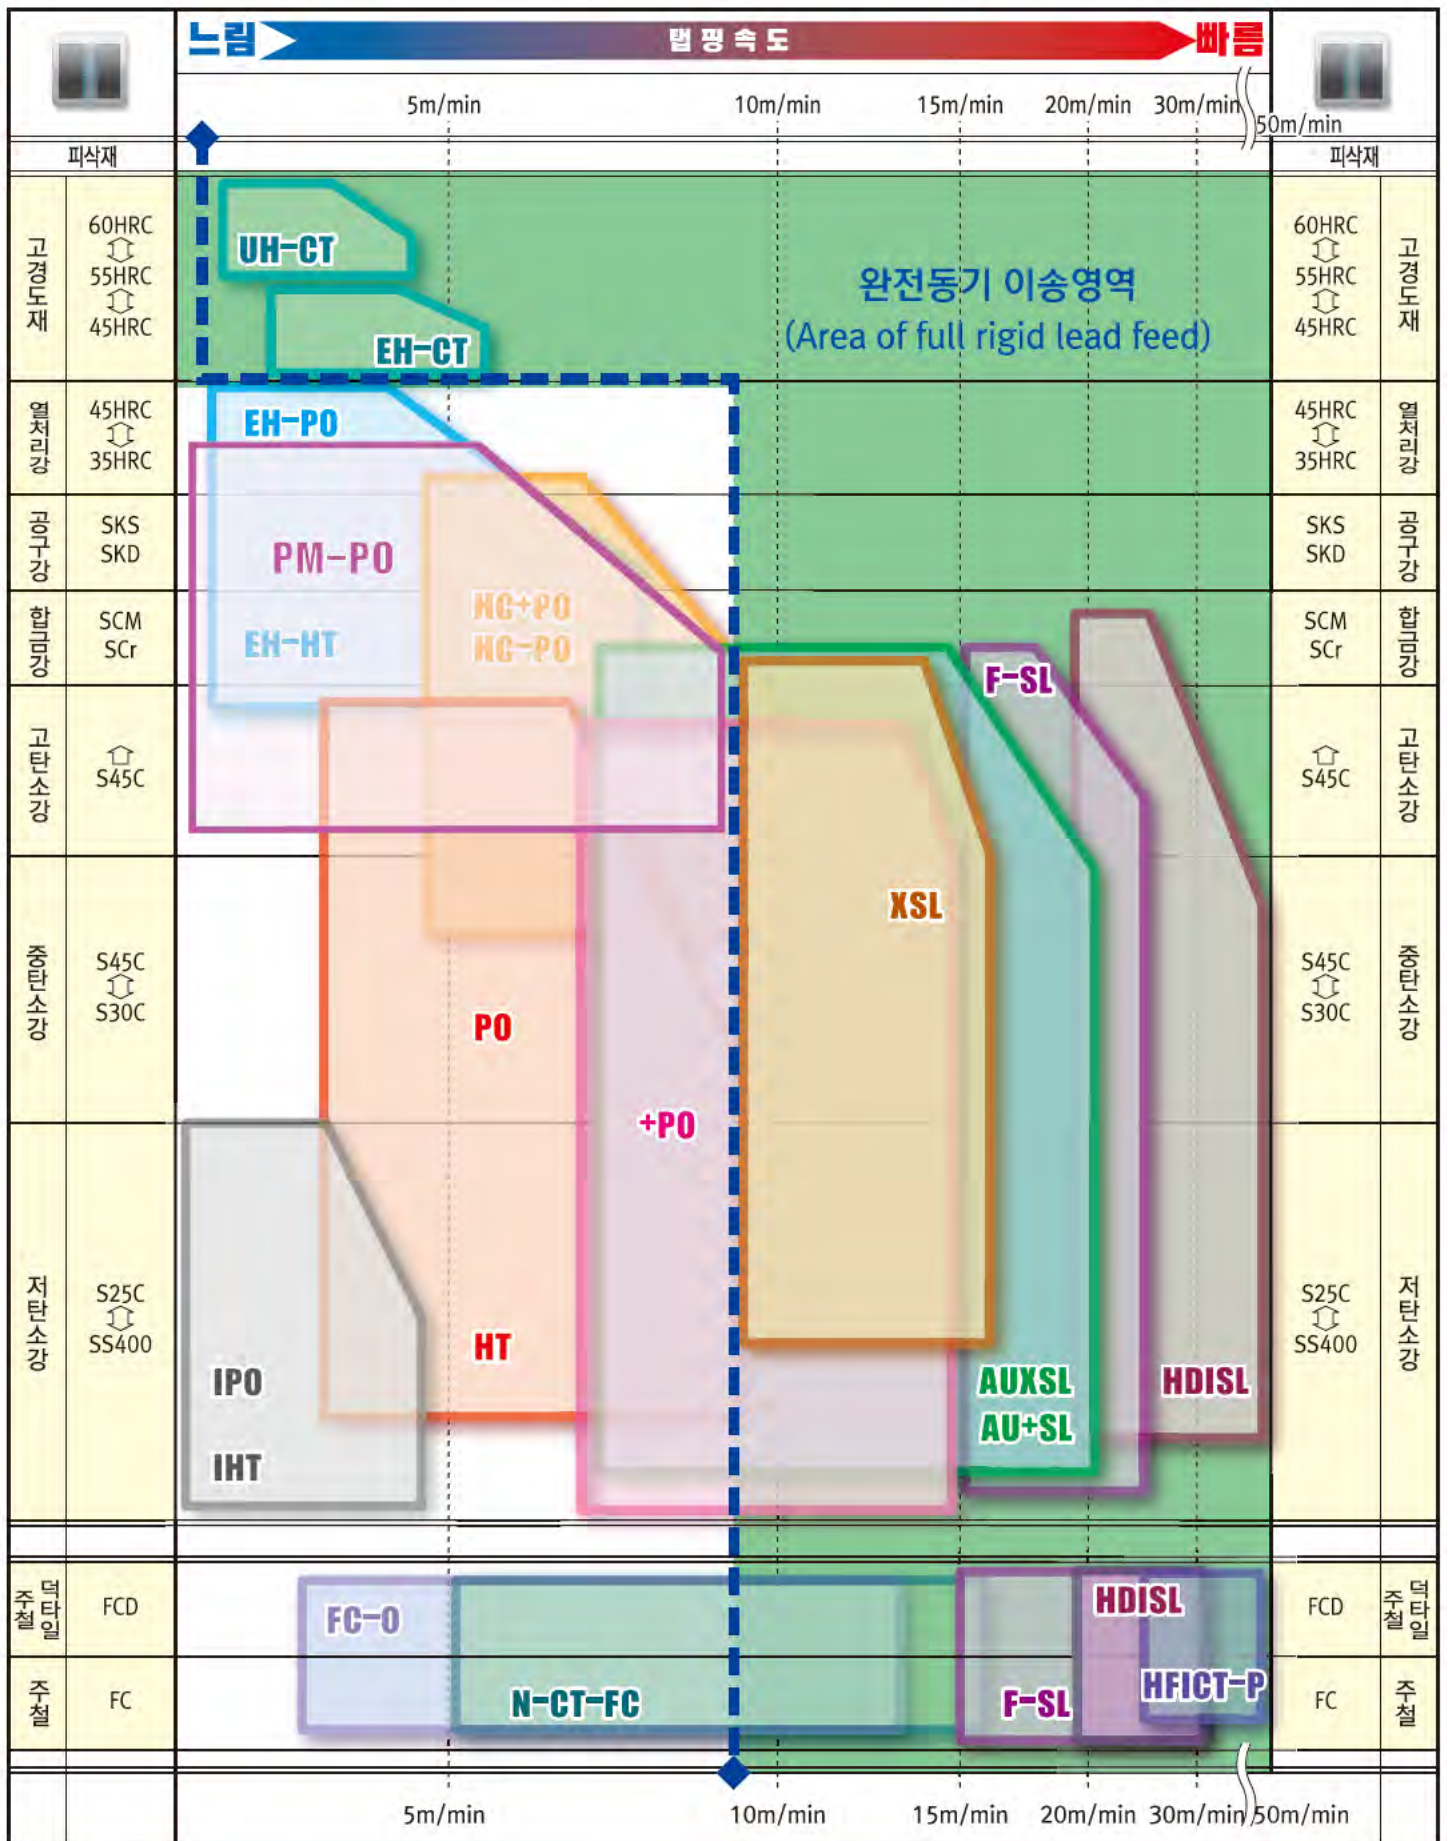 느림 탭핑속도 빠름
5m/min 10m/min 15m/min 20m/min 30m/min 50m/min
피삭재 피삭재
고경도재 60HRC 55HRC 45HRC
UH-CT
EH-CT
완전동기 이송영역
(Area of full rigid lead feed)
60HRC 55HRC 45HRC 고경도재
열처리강 45HRC 35HRC
EH-PO
45HRC 35HRC 열처리강
공구강 SKS SKD
PM-PO
SKS SKD 공구강
합금강 SCM SCr
EH-HT
NC+PO
NC-PO
F-SL
SCM SCr 합금강
고탄소강 S45C
S45C 고탄소강
중탄소강 S45C S30C
XSL
PO
S45C S30C 중탄소강
+PO
저탄소강 S25C SS400
HT
IPO
IHT
AUXSL
AU+SL
HDISL
S25C SS400 저탄소강
덕타일주철 FCD
FC-O
HDISL
FCD 덕타일주철
주철 FC
N-CT-FC
F-SL
HFICT-P
FC 주철
5m/min 10m/min 15m/min 20m/min 30m/min 50m/min